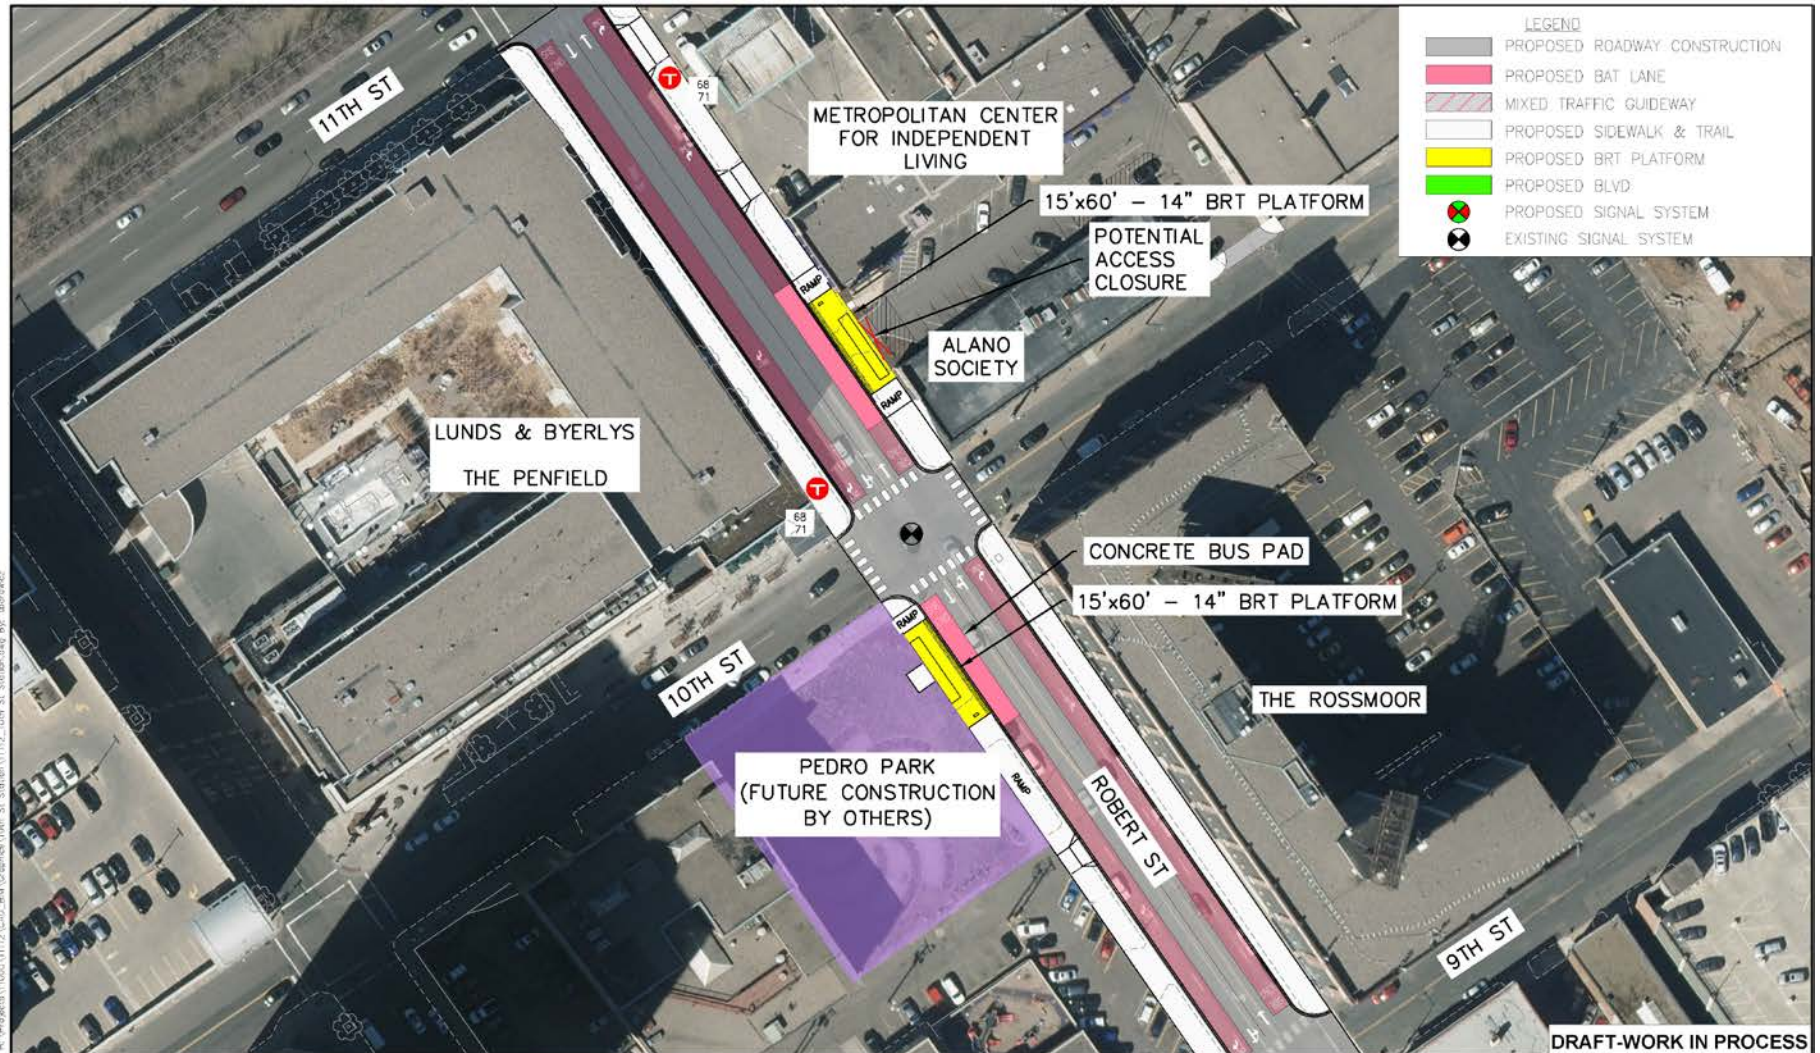 LEGEND
PROPOSED ROADWAY CONSTRUCTION
PROPOSED BAT LANE
MIXED TRAFFIC GUIDEWAY
PROPOSED SIDEWALK & TRAIL
PROPOSED BRT PLATFORM
PROPOSED BLVD
PROPOSED SIGNAL SYSTEM
EXISTING SIGNAL SYSTEM
11TH ST
T
68
71
METROPOLITAN CENTER
FOR INDEPENDENT
LIVING
15'x60' - 14" BRT PLATFORM
POTENTIAL
ACCESS
CLOSURE
RAMP
ALANO
SOCIETY
RAMP
LUNDS & BYERLYS
THE PENFIELD
T
68
71
CONCRETE BUS PAD
15'x60' - 14" BRT PLATFORM
RAMP
10TH ST
THE ROSSMOOR
PEDRO PARK
(FUTURE CONSTRUCTION
BY OTHERS)
RAMP
ROBERT ST
9TH ST
DRAFT-WORK IN PROCESS